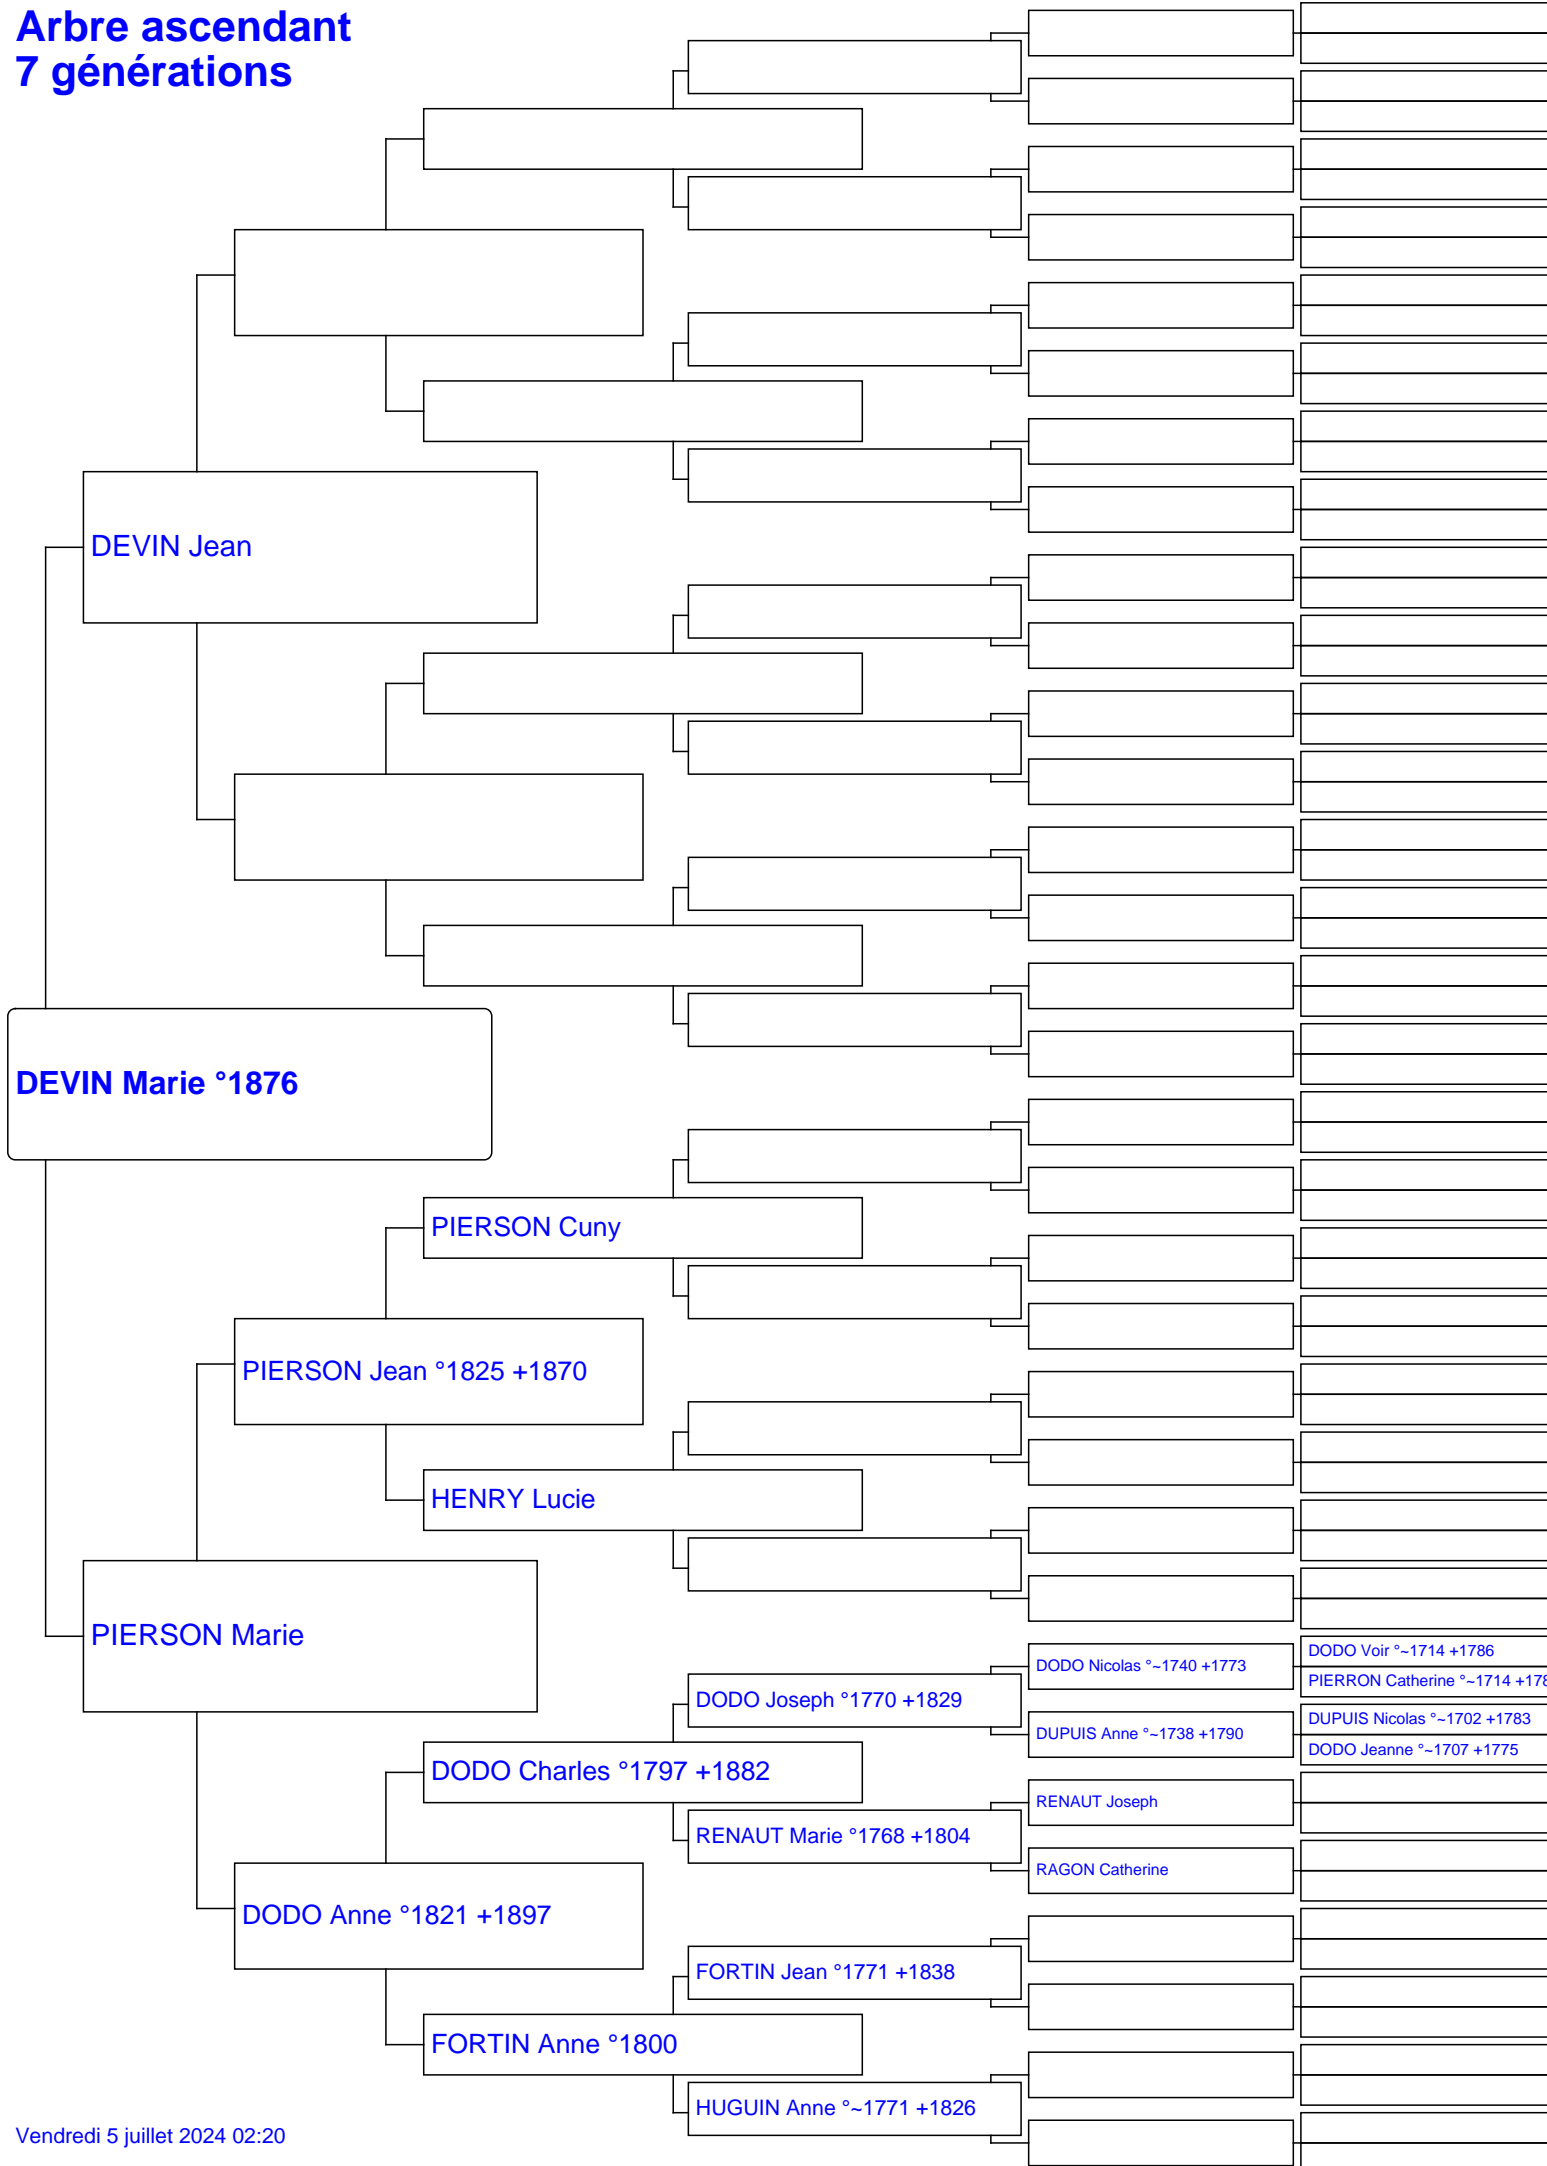 Arbre ascendant
7 générations
DEVIN Jean
DEVIN Marie °1876
PIERSON Cuny
PIERSON Jean °1825 +1870
HENRY Lucie
PIERSON Marie
DODO Voir °~1714 +1786
DODO Nicolas °~1740 +1773
PIERRON Catherine °~1714 +178
DODO Joseph °1770 +1829
DUPUIS Nicolas °~1702 +1783
DUPUIS Anne °~1738 +1790
DODO Jeanne °~1707 +1775
DODO Charles °1797 +1882
RENAUT Joseph
RENAUT Marie °1768 +1804
RAGON Catherine
DODO Anne °1821 +1897
FORTIN Jean °1771 +1838
FORTIN Anne °1800
HUGUIN Anne °~1771 +1826
Vendredi 5 juillet 2024 02:20